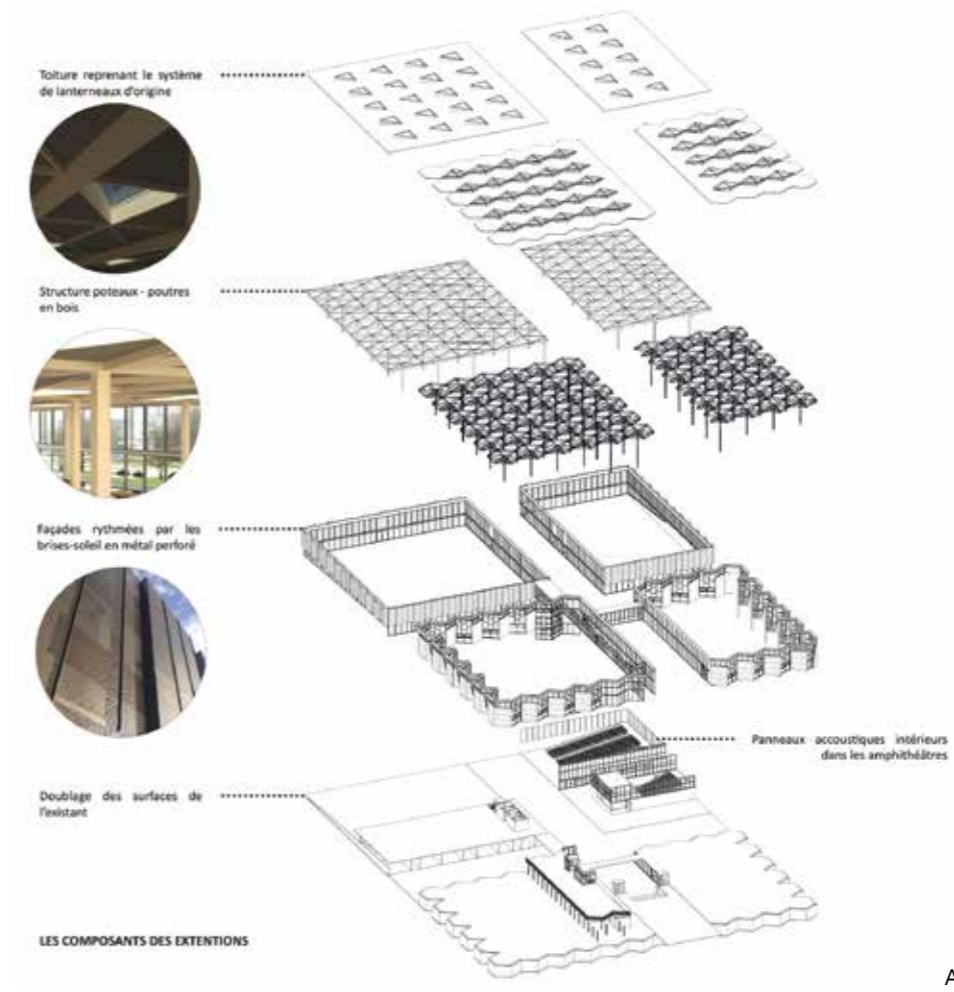 Toiture reprenant le système
de lanterneaux d'origine
Structure poteaux - poutres
en bois
Façades rythmées par les
brises-soleil en métal perforé
Panneaux accoustiques intérieurs
dans les amphithéâtres
Doublage des surfaces de
l'existant
LES COMPOSANTS DES EXTENTIONS
A